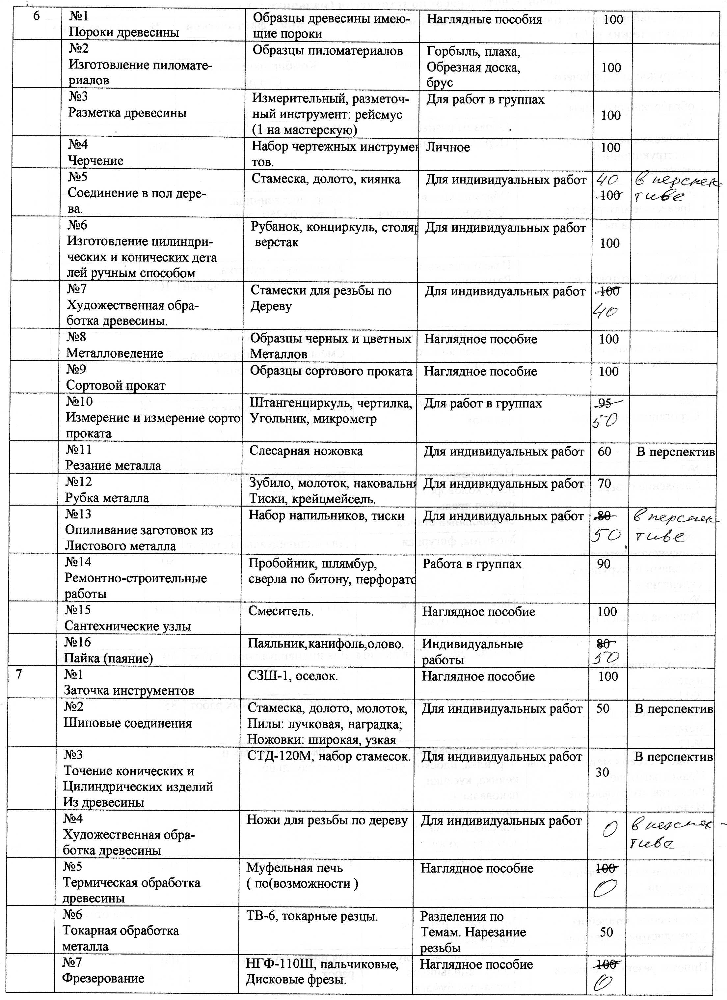 6
№1
Пороки древесины
Образцы древесины имею-
щие пороки
Наглядные пособия
100
№2
Изготовление пиломате-
риалов
Образцы пиломатериалов
Горбыль, плаха,
Обрезная доска,
брус
100
№3
Разметка древесины
Измерительный, разметоч-
ный инструмент: рейсмус
(1 на мастерскую)
Для работ в группах
100
№4
Черчение
Набор чертежных инструмен
тов.
Личное
100
№5
Соединение в пол дере-
ва.
Стамеска, долото, киянка
Для индивидуальных работ
40
100
в перспек-
тиве
№6
Изготовление цилиндри-
ческих и конических дета
лей ручным способом
Рубанок, конциркуль, столяр
верстак
Для индивидуальных работ
100
№7
Художественная обра-
ботка древесины.
Стамески для резьбы по
Дереву
Для индивидуальных работ
100
40
№8
Металловедение
Образцы черных и цветных
Металлов
Наглядное пособие
100
№9
Сортовой прокат
Образцы сортового проката
Наглядное пособие
100
№10
Измерение и измерение сорто
проката
Штангенциркуль, чертилка,
Угольник, микрометр
Для работ в группах
95
50
№11
Резание металла
Слесарная ножовка
Для индивидуальных работ
60
В перспектив
№12
Рубка металла
Зубило, молоток, наковальня
Тиски, крейцмейсель.
Для индивидуальных работ
70
№13
Опиливание заготовок из
Листового металла
Набор напильников, тиски
Для индивидуальных работ
80
50
в перспек-
тиве
№14
Ремонтно-строительные
работы
Пробойник, шлямбур,
сверла по битону, перфорато
Работа в группах
90
№15
Сантехнические узлы
Смеситель.
Наглядное пособие
100
№16
Пайка (паяние)
Паяльник,канифоль,олово.
Индивидуальные
работы
80
50
7
№1
Заточка инструментов
СЗШ-1, оселок.
Наглядное пособие
100
№2
Шиповые соединения
Стамеска, долото, молоток,
Пилы: лучковая, наградка;
Ножовки: широкая, узкая
Для индивидуальных работ
50
В перспектив
№3
Точение конических и
Цилиндрических изделий
Из древесины
СТД-120М, набор стамесок.
Для индивидуальных работ
30
В перспектив
№4
Художественная обра-
ботка древесины
Ножи для резьбы по дереву
Для индивидуальных работ
0
в перспек-
тиве
№5
Термическая обработка
древесины
Муфельная печь
( по(возможности )
Наглядное пособие
100
0
№6
Токарная обработка
металла
ТВ-6, токарные резцы.
Разделения по
Темам. Нарезание
резьбы
50
№7
Фрезерование
НГФ-110Ш, пальчиковые,
Дисковые фрезы.
Наглядное пособие
100
0